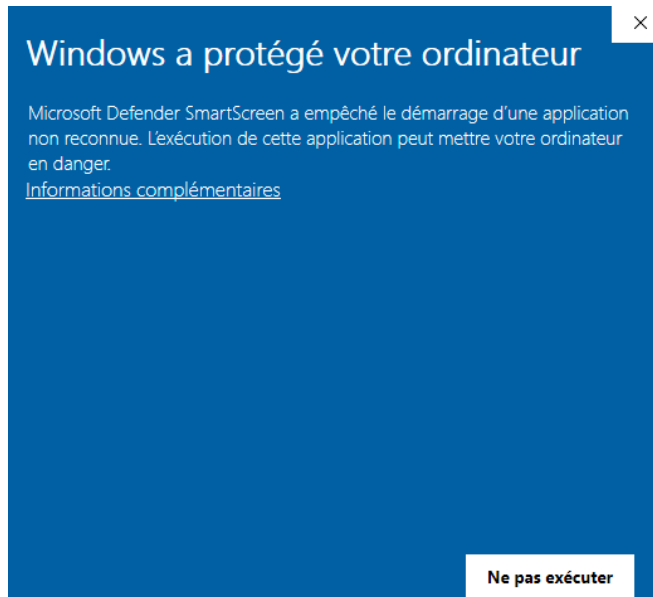 Windows a protégé votre ordinateur
Microsoft Defender SmartScreen a empêché le démarrage d’une application
non reconnue. L’exécution de cette application peut mettre votre ordinateur
en danger.
Informations complémentaires
Ne pas exécuter